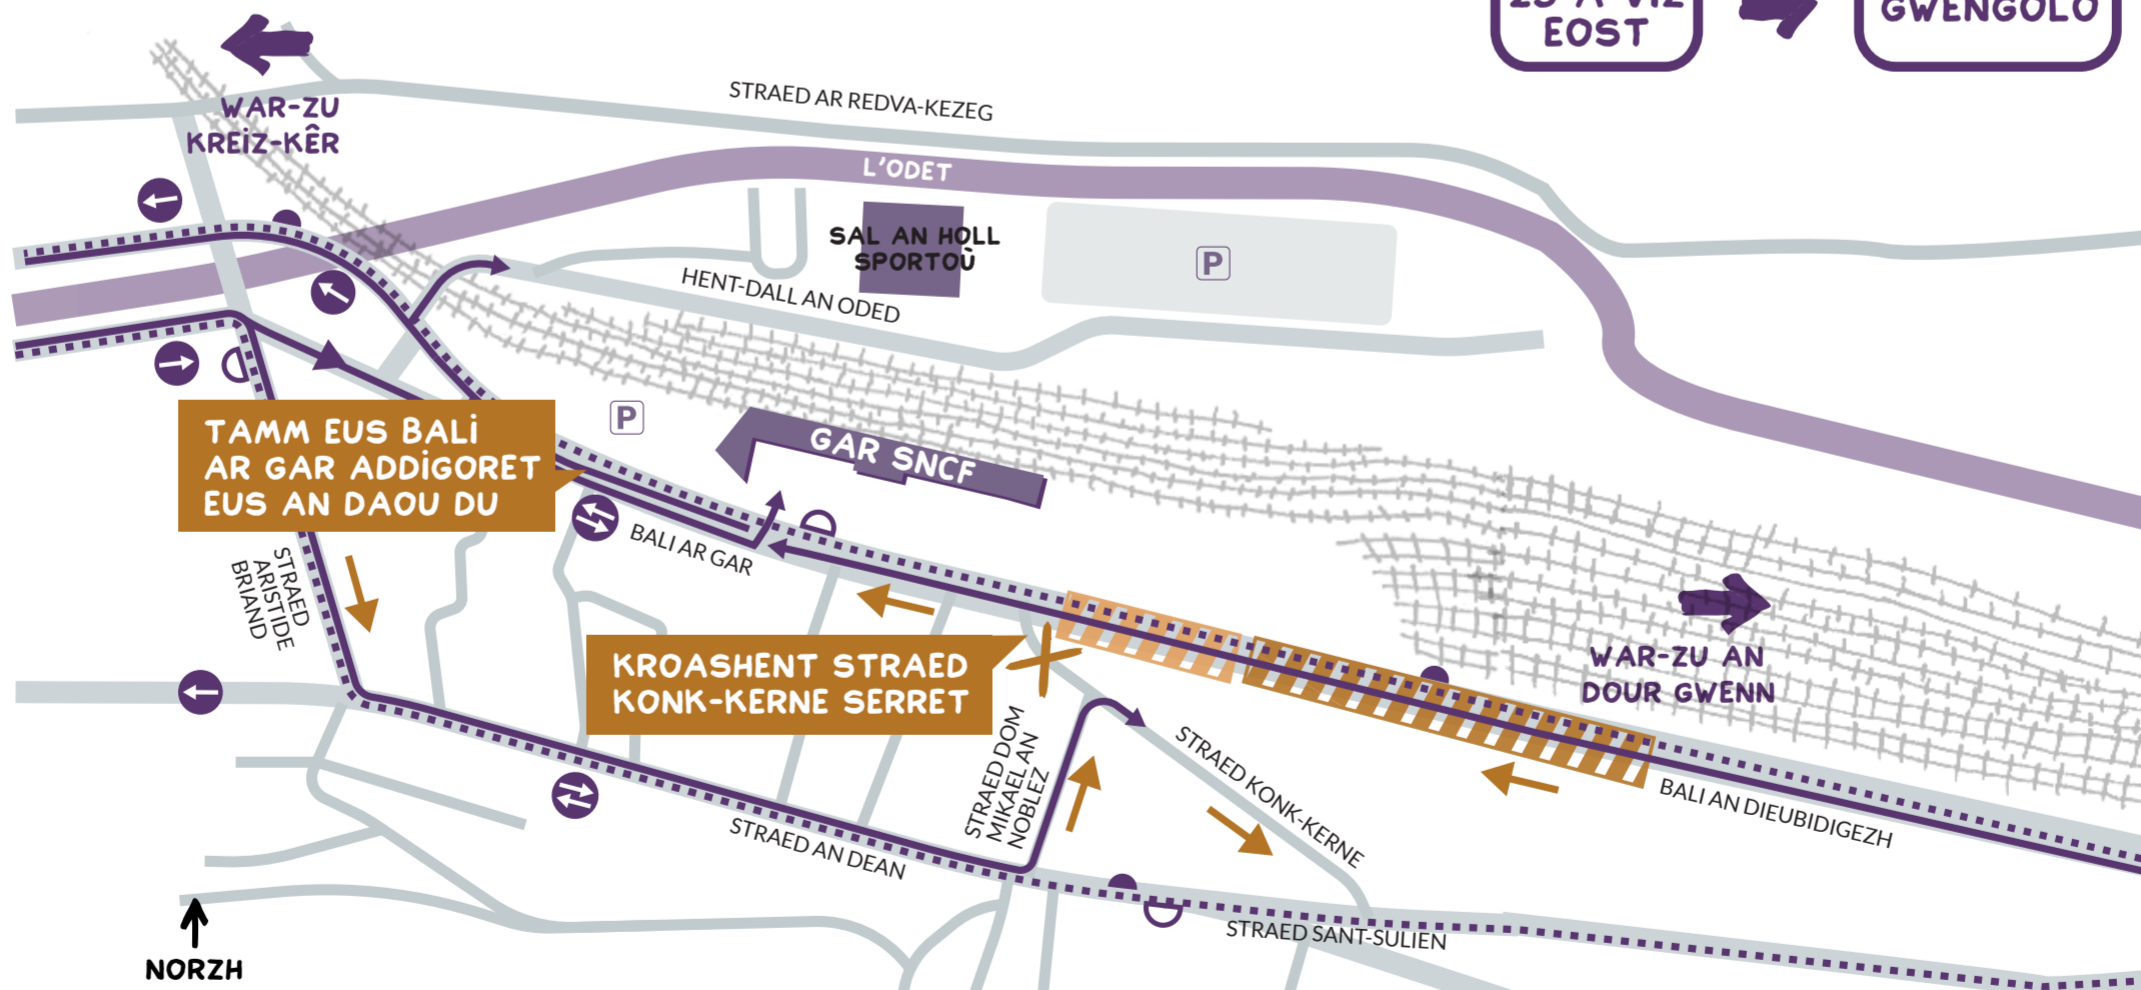 25 A VIZ
EOST
GWENGOLO
WAR-ZU
KREIZ-KÊR
STRAED AR REDVA-KEZEG
L'ODET
SAL AN HOLL
SPORTOÙ
P
HENT-DALL AN ODED
P
GAR SNCF
TAMM EUS BALI
AR GAR ADDIGORET
EUS AN DAOU DU
BALI AR GAR
STRAED
ARISTIDE
BRIAND
KROASHENT STRAED
KONK-KERNE SERRET
WAR-ZU AN
DOUR GWENN
STRAED DOM
MIKAEL AN
NOBLEZ
STRAED KONK-KERNE
BALI AN DIEUBIDIGEZH
STRAED AN DEAN
STRAED SANT-SULIEN
NORZH